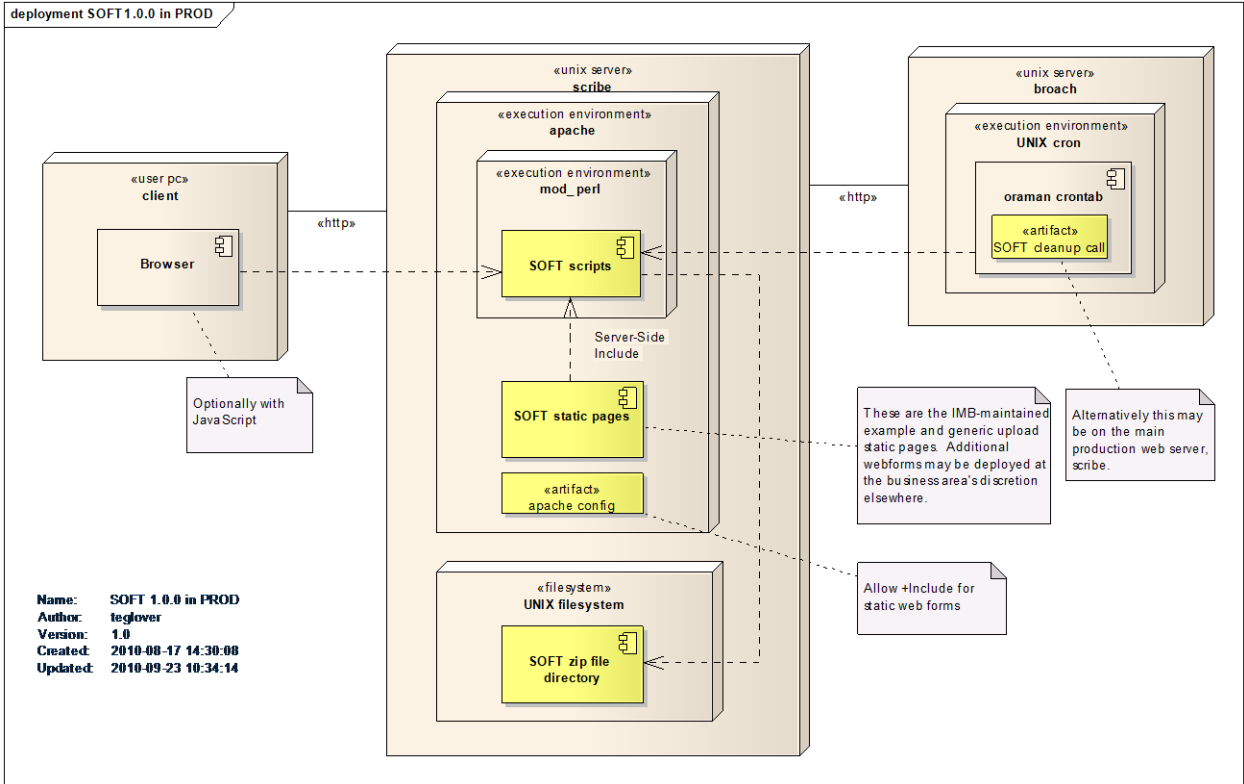 deployment SOFT 1.0.0 in PROD
«user pc»
client
Browser
Optionally with
JavaScript
«http»
«unix server»
scribe
«execution environment»
apache
«execution environment»
mod_perl
SOFT scripts
Server-Side
Include
SOFT static pages
«artifact»
apache config
«filesystem»
UNIX filesystem
SOFT zip file
directory
«http»
«unix server»
broach
«execution environment»
UNIX cron
oraman crontab
«artifact»
SOFT cleanup call
These are the IMB-maintained
example and generic upload
static pages. Additional
webforms may be deployed at
the business area's discretion
elsewhere.
Alternatively this may
be on the main
production web server,
scribe.
Allow +Include for
static web forms
Name: SOFT 1.0.0 in PROD
Author: teglover
Version: 1.0
Created: 2010-08-17 14:30:08
Updated: 2010-09-23 10:34:14